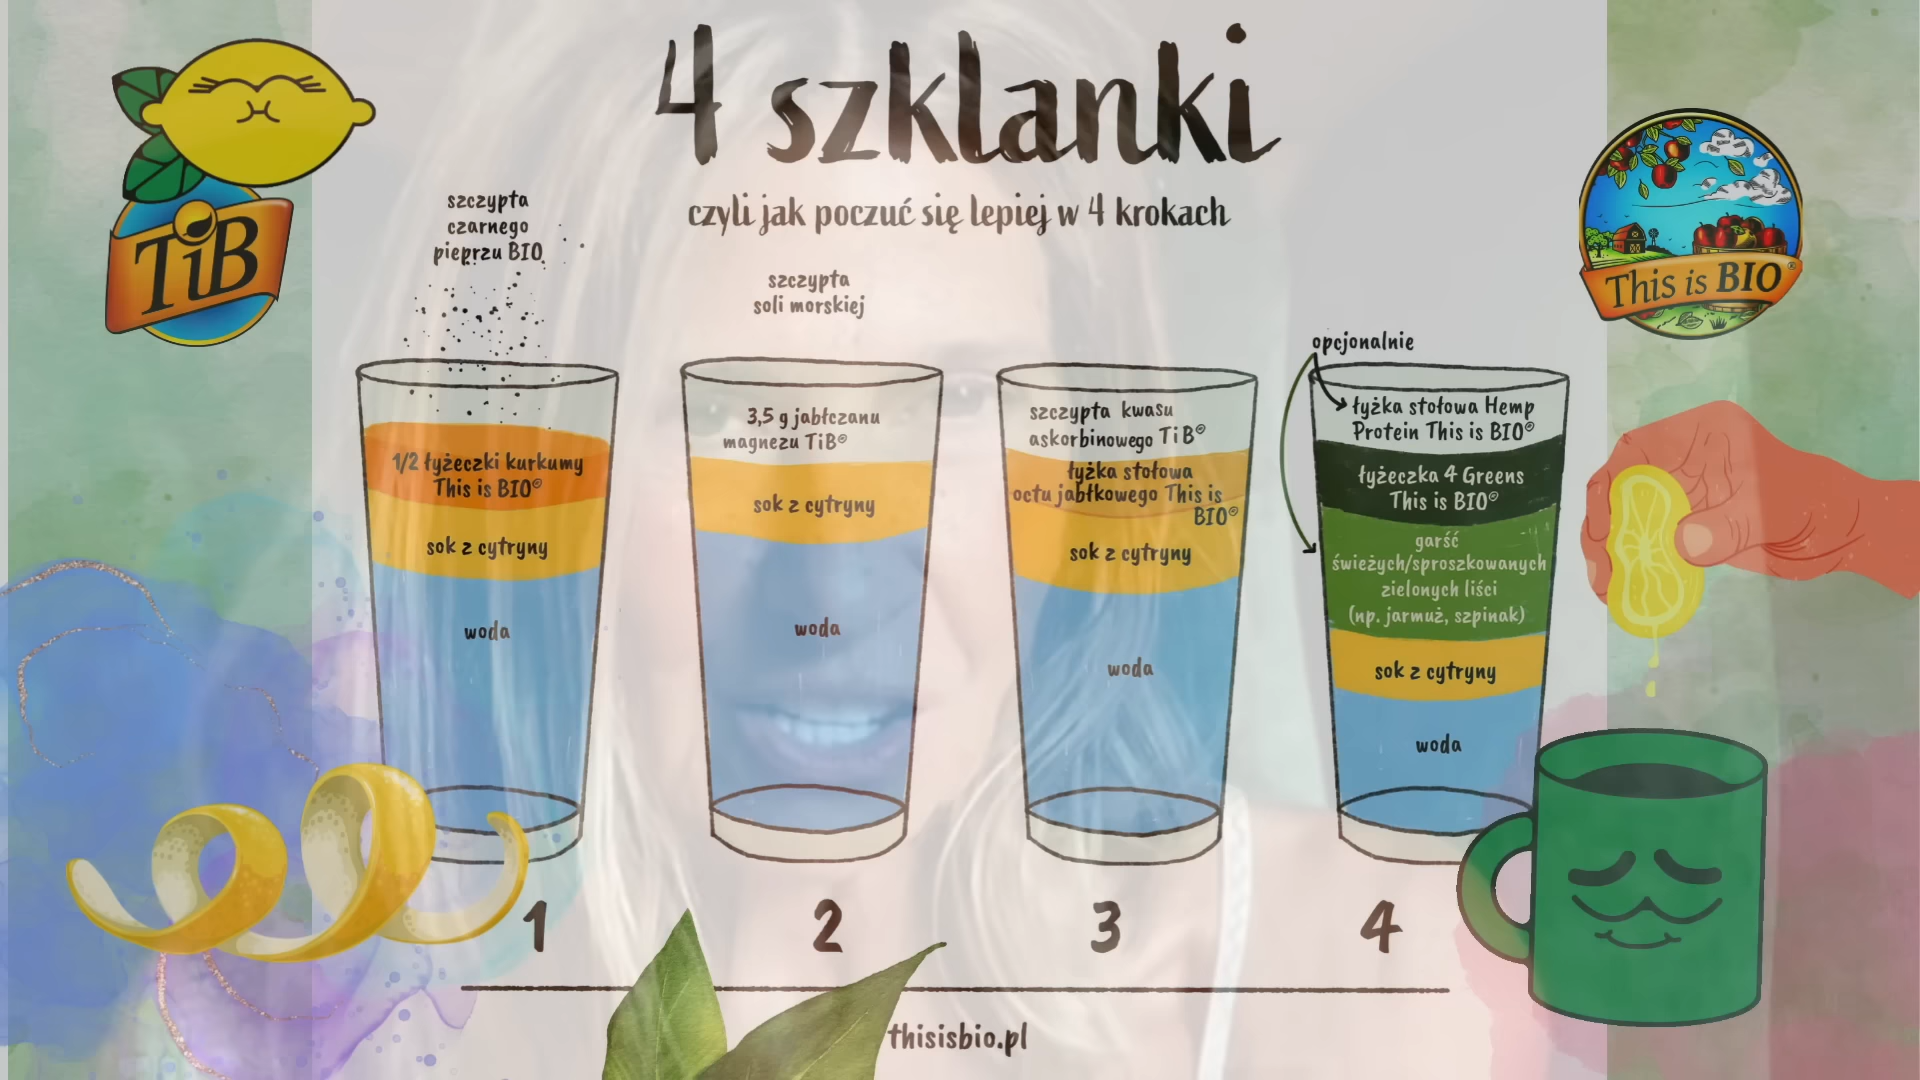 4 szklanki
czyli jak poczuć się lepiej w 4 krokach
TiB
This is BIO®
szczypta
czarnego
pieprzu BIO
1/2 łyżeczki kurkumy
This is BIO®
sok z cytryny
woda
1
szczypta
soli morskiej
3,5 g jabłczanu
magnezu TiB®
sok z cytryny
woda
2
szczypta kwasu
askorbinowego TiB®
łyżka stołowa
octu jabłkowego This is
BIO®
sok z cytryny
woda
3
opcjonalnie
łyżka stołowa Hemp
Protein This is BIO®
łyżeczka 4 Greens
This is BIO®
garść
świeżych/sproszkowanych
zielonych liści
(np. jarmuż, szpinak)
sok z cytryny
woda
4
thisisbio.pl